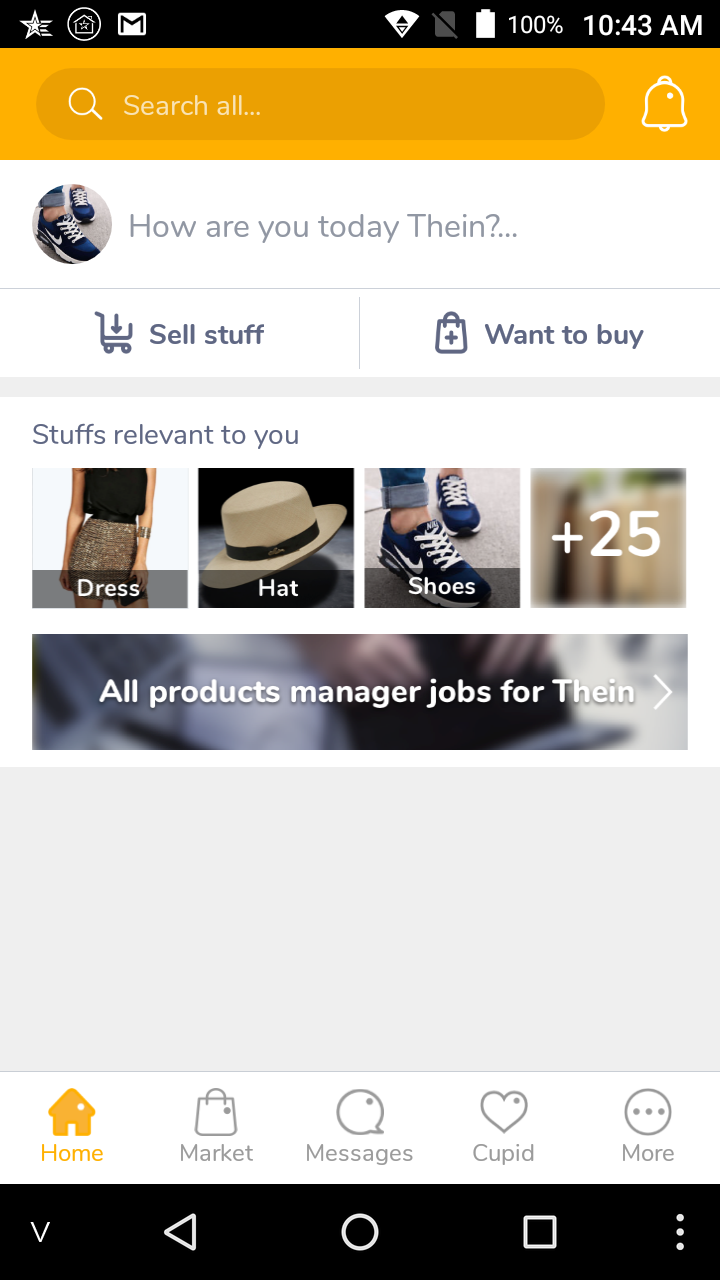 100% 10:43 AM
Search all...
How are you today Thein?...
Sell stuff
Want to buy
Stuffs relevant to you
Dress
Hat
Shoes
+25
All products manager jobs for Thein
Home
Market
Messages
Cupid
More